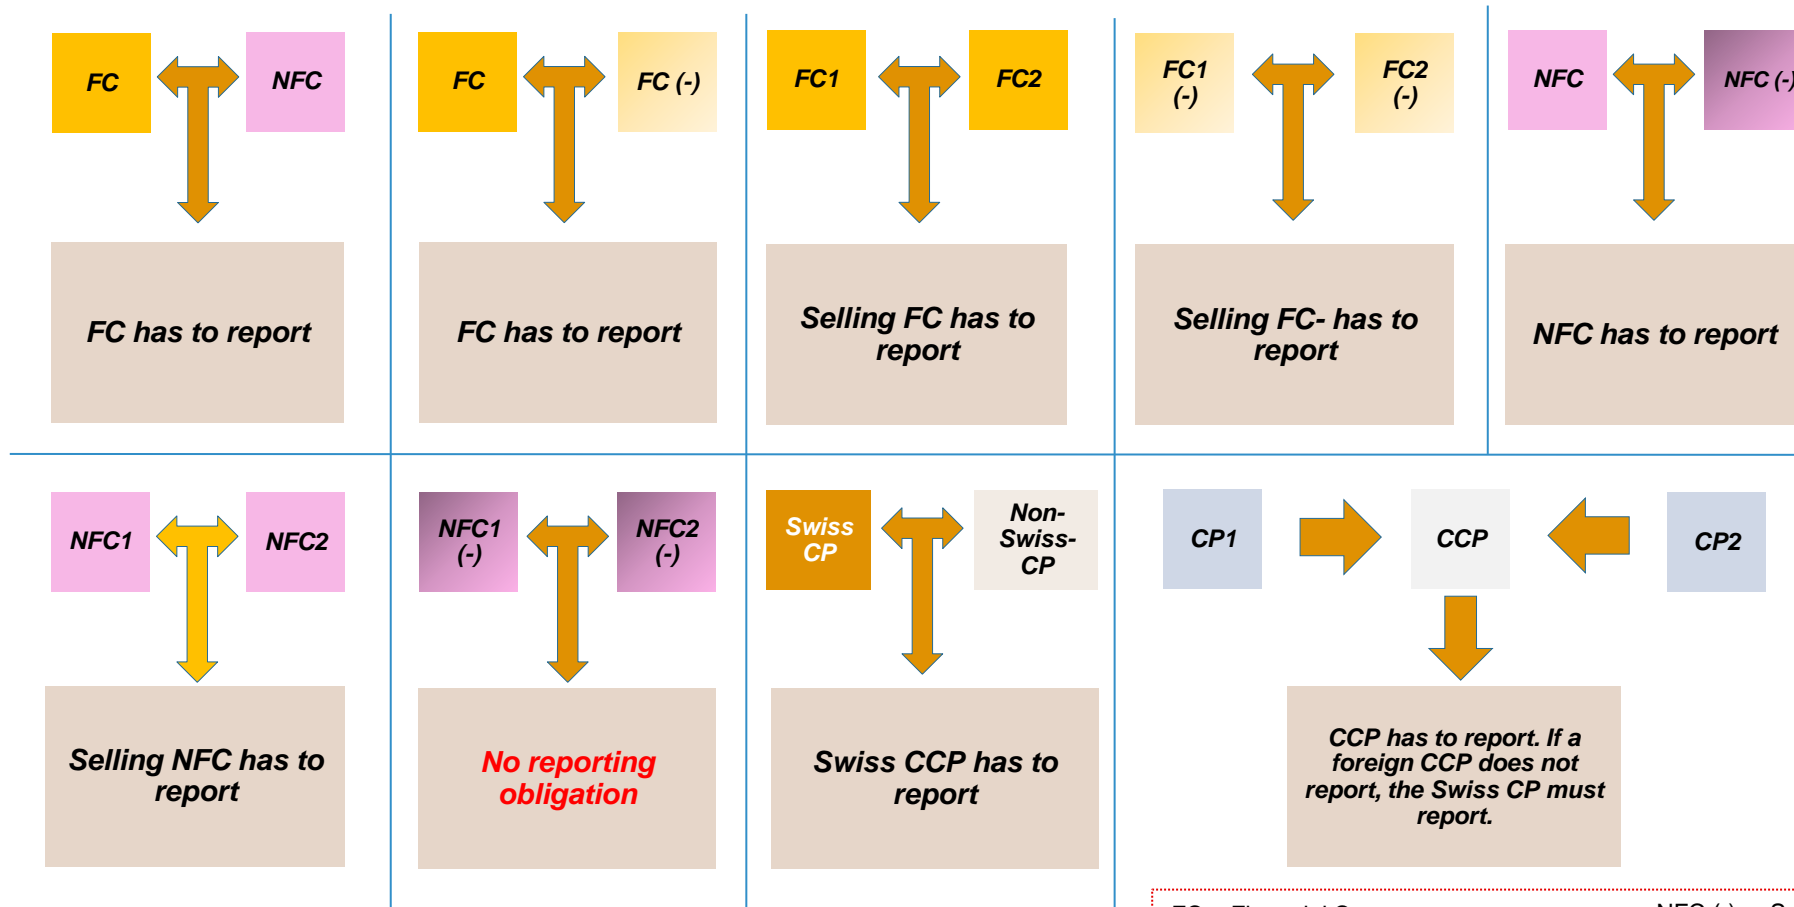 FC
NFC
FC has to report
FC
FC (-)
FC has to report
FC1
FC2
Selling FC has to
report
FC1
(-)
FC2
(-)
Selling FC- has to
report
NFC
NFC (-)
NFC has to report
NFC1
NFC2
Selling NFC has to
report
NFC1
(-)
NFC2
(-)
No reporting
obligation
Swiss
CP
Non-
Swiss-
CP
Swiss CCP has to
report
CP1
CCP
CP2
CCP has to report. If a
foreign CCP does not
report, the Swiss CP must
report.